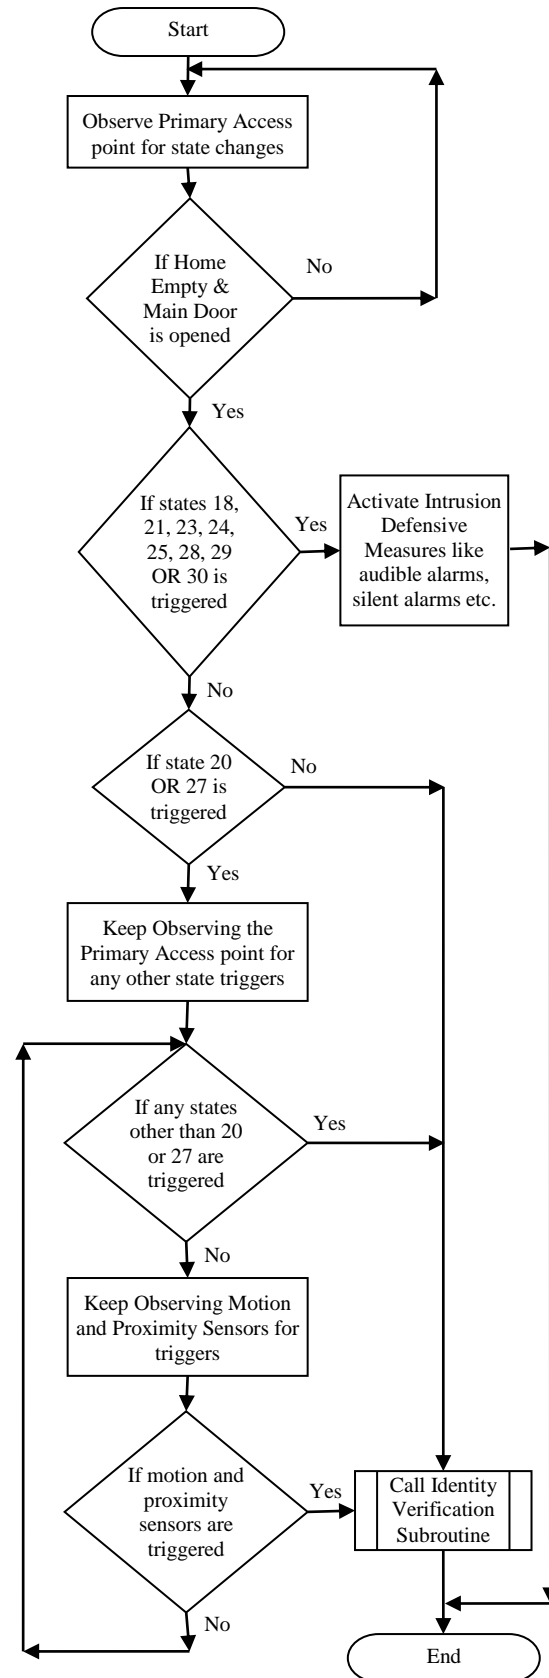 Start
Observe Primary Access
point for state changes
If Home
Empty &
Main Door
is opened
No
Yes
If states 18,
21, 23, 24,
25, 28, 29
OR 30 is
triggered
Yes
Activate Intrusion
Defensive
Measures like
audible alarms,
silent alarms etc.
No
If state 20
OR 27 is
triggered
No
Yes
Keep Observing the
Primary Access point for
any other state triggers
If any states
other than 20
or 27 are
triggered
Yes
No
Keep Observing Motion
and Proximity Sensors for
triggers
If motion and
proximity
sensors are
triggered
Yes
Call Identity
Verification
Subroutine
No
End